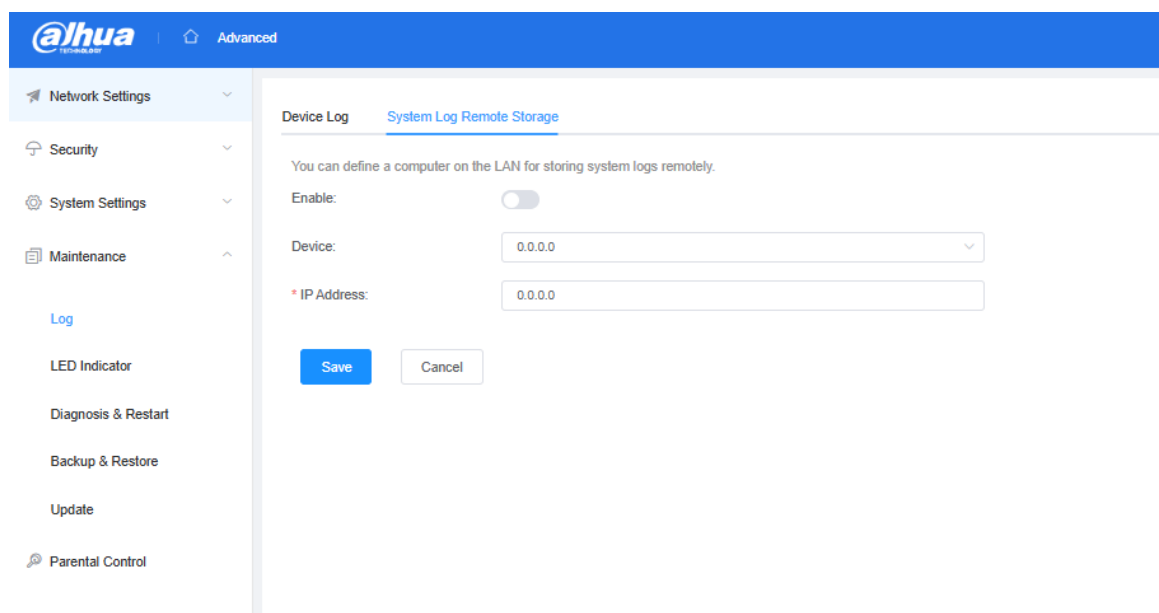 alhua
TECHNOLOGY
Advanced
Network Settings
Security
System Settings
Maintenance
Log
LED Indicator
Diagnosis & Restart
Backup & Restore
Update
Parental Control
Device Log System Log Remote Storage
You can define a computer on the LAN for storing system logs remotely.
Enable:
Device: 0.0.0.0
* IP Address: 0.0.0.0
Save Cancel